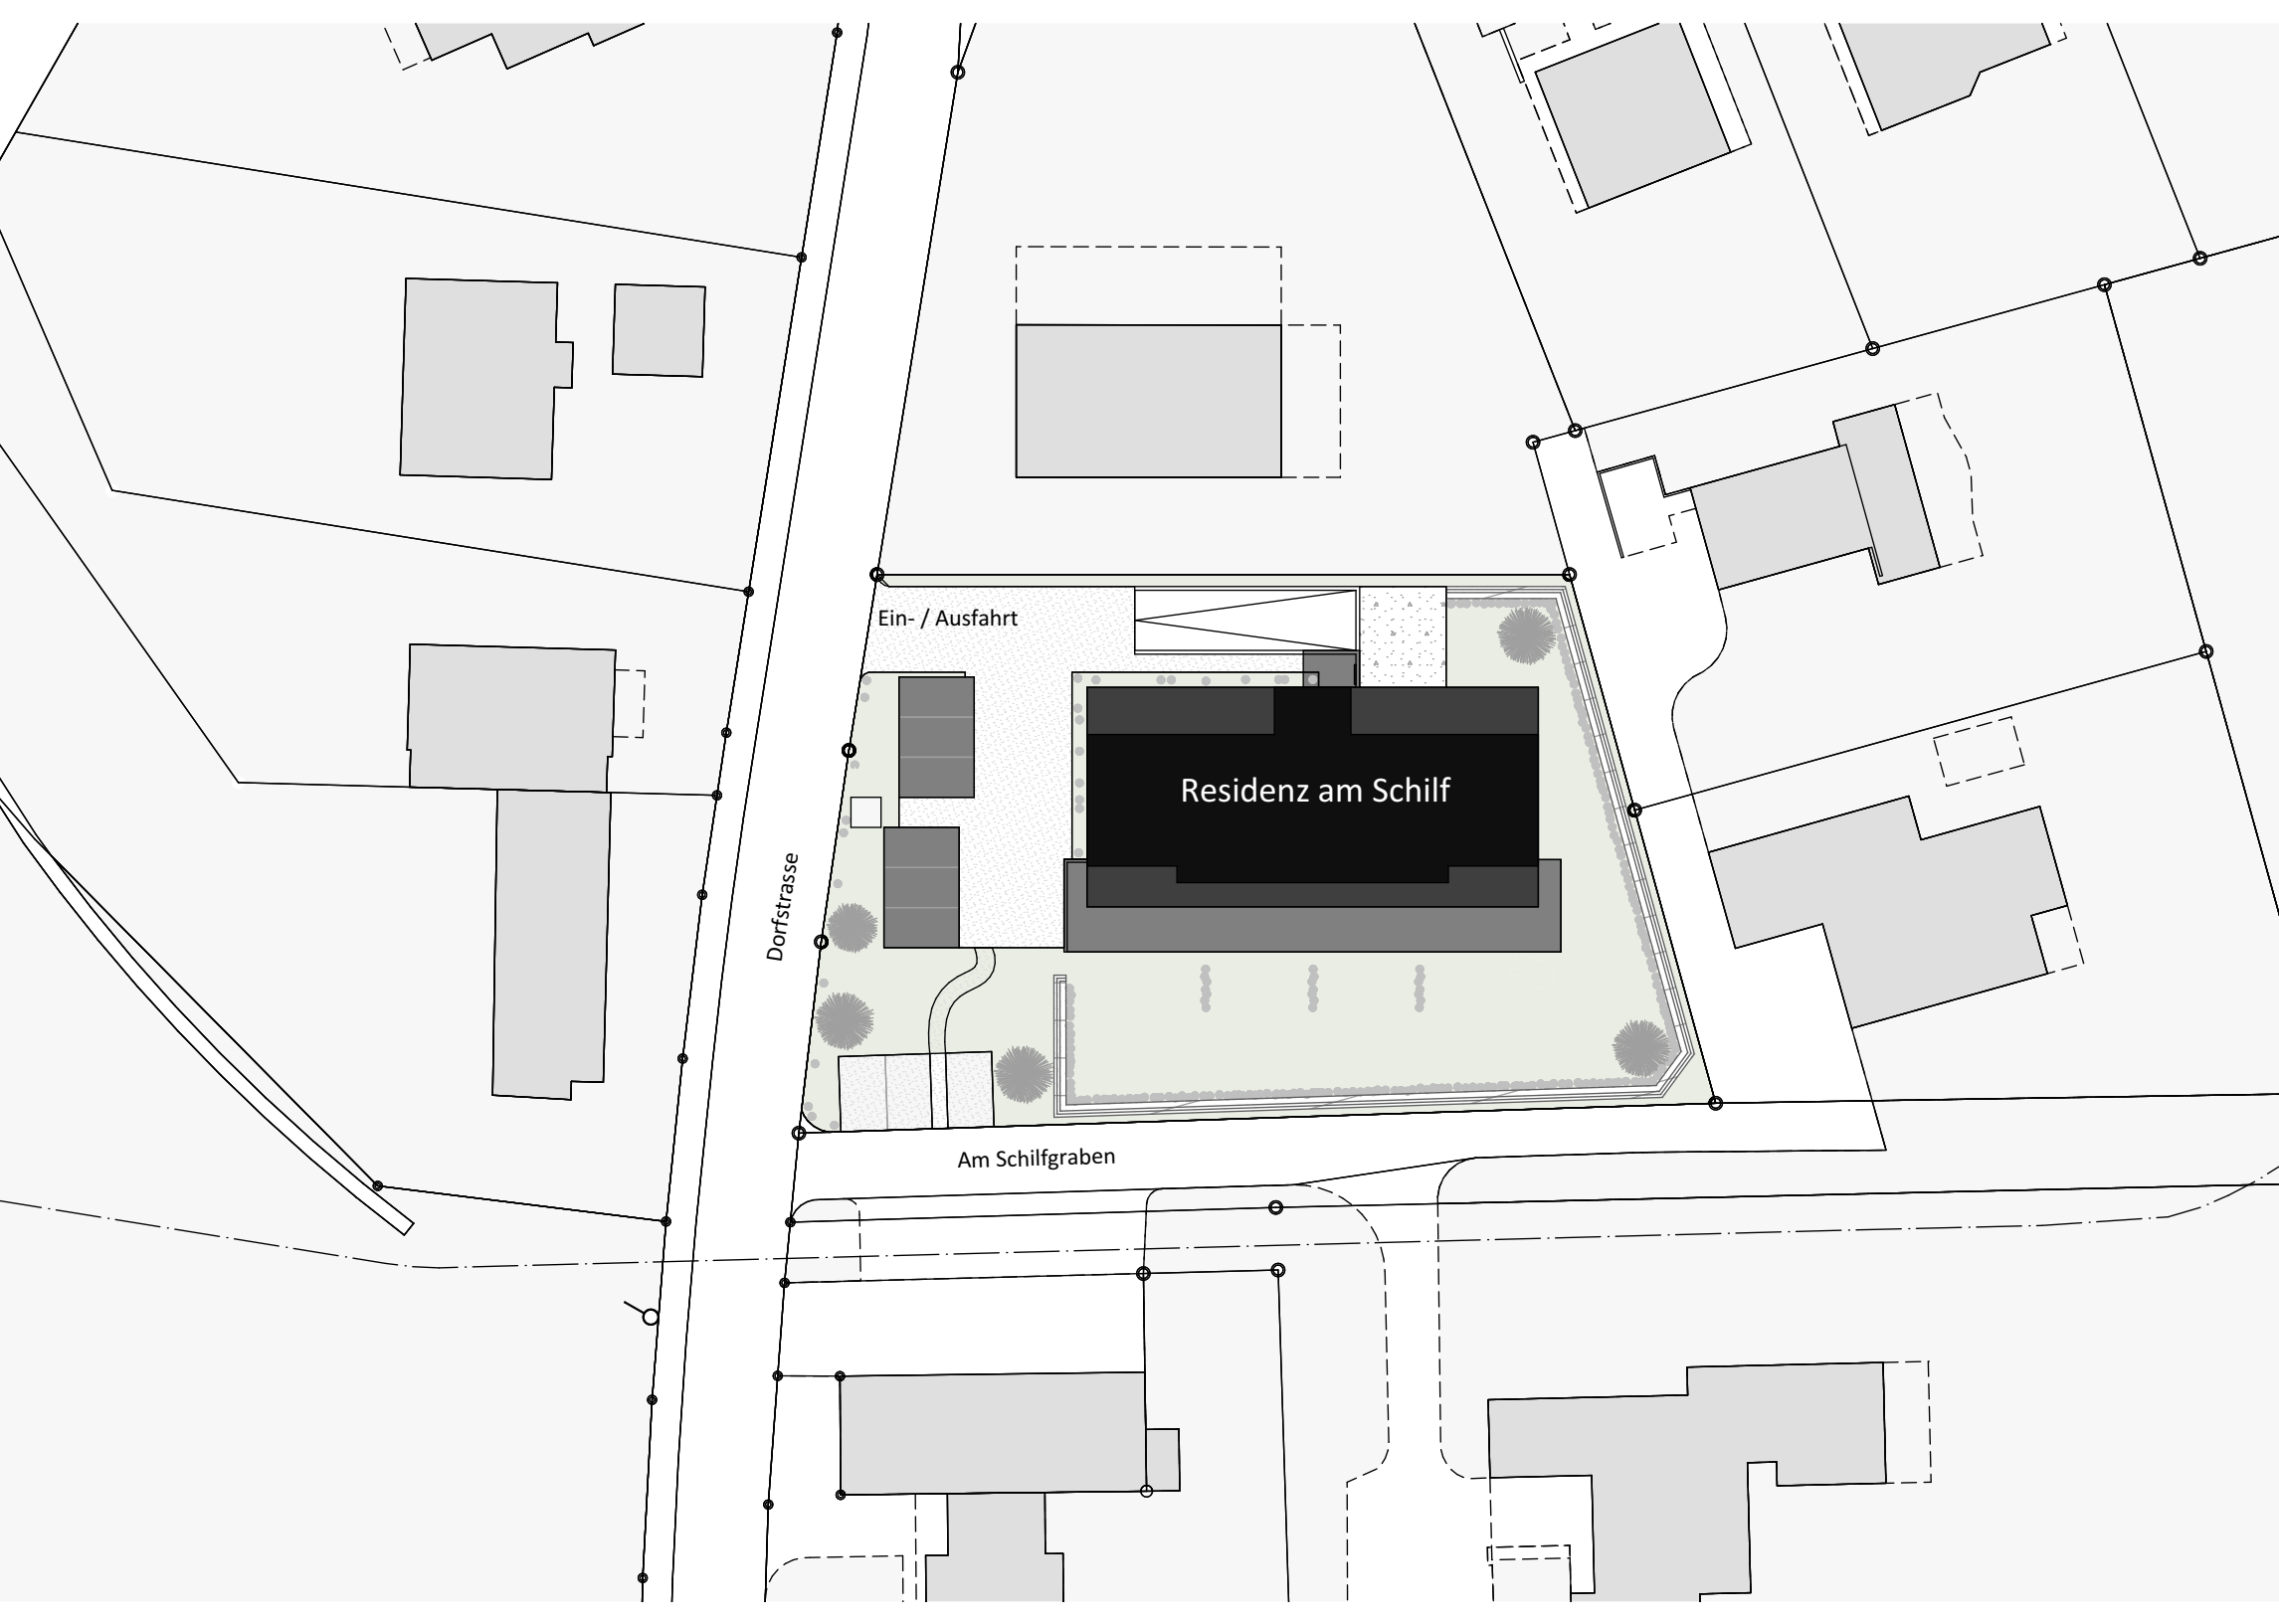 Ein- / Ausfahrt
Residenz am Schilf
Dorfstrasse
Am Schilfgraben